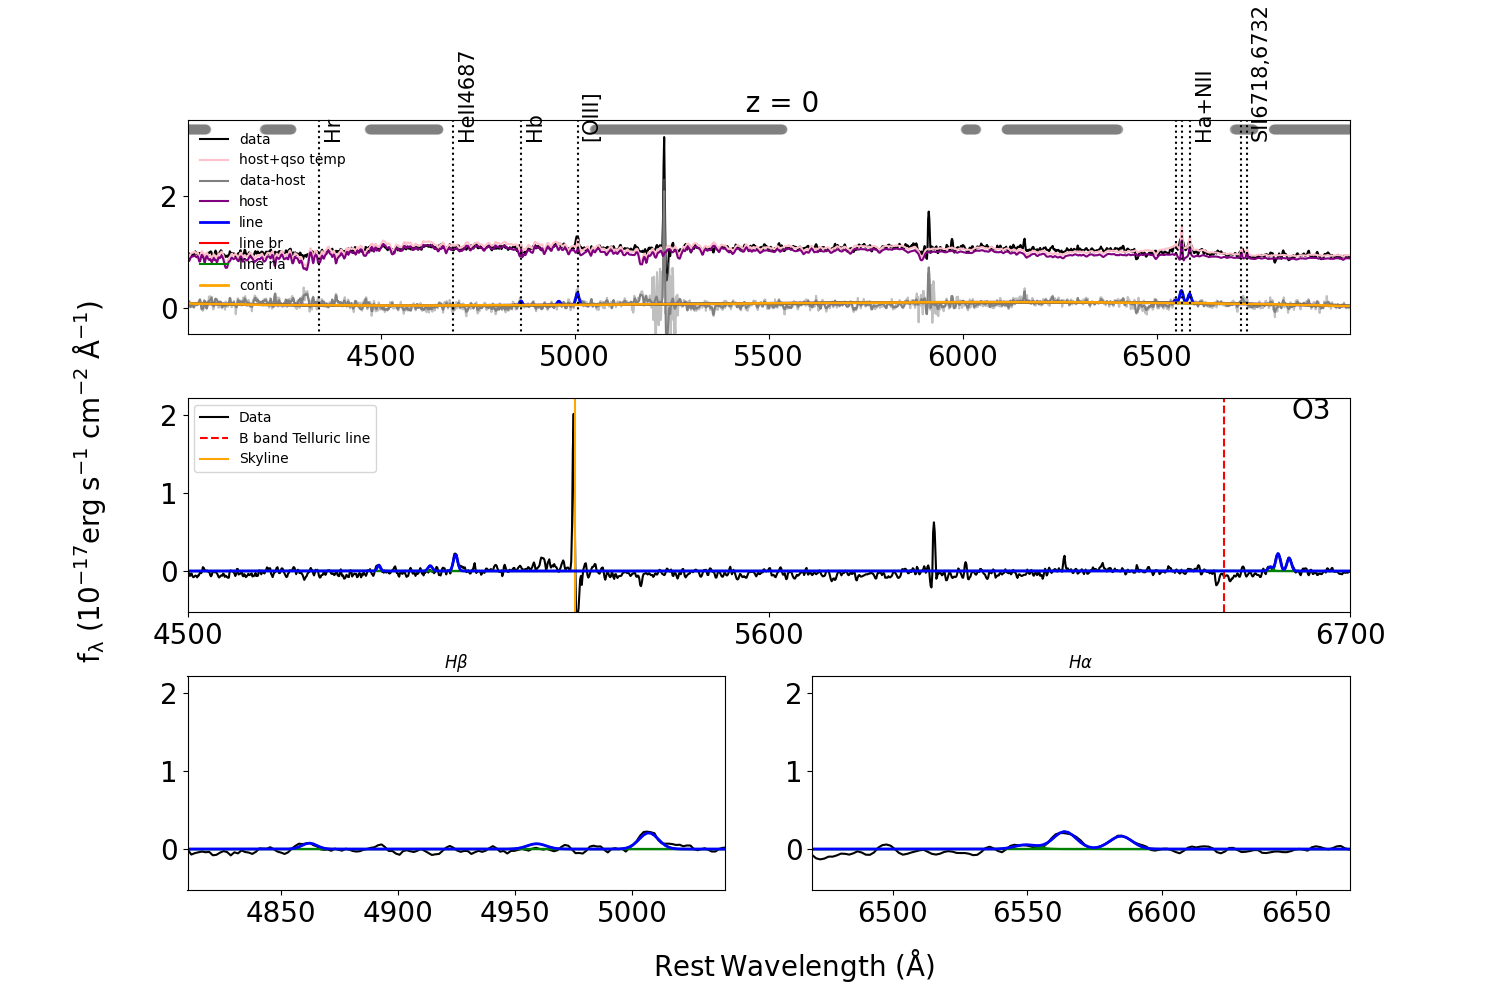 z = 0
Hr
HeII4687
Hb
[OIII]
Ha+NII
SII6718,6732
data
host+qso temp
data-host
host
line
line br
line na
conti
2
0
4500
5000
5500
6000
6500
f_λ (10^−17 erg s^−1 cm^−2 Å^−1)
O3
Data
B band Telluric line
Skyline
2
1
0
4500
5600
6700
Hβ
2
1
0
4850
4900
4950
5000
Hα
2
1
0
6500
6550
6600
6650
Rest Wavelength (Å)